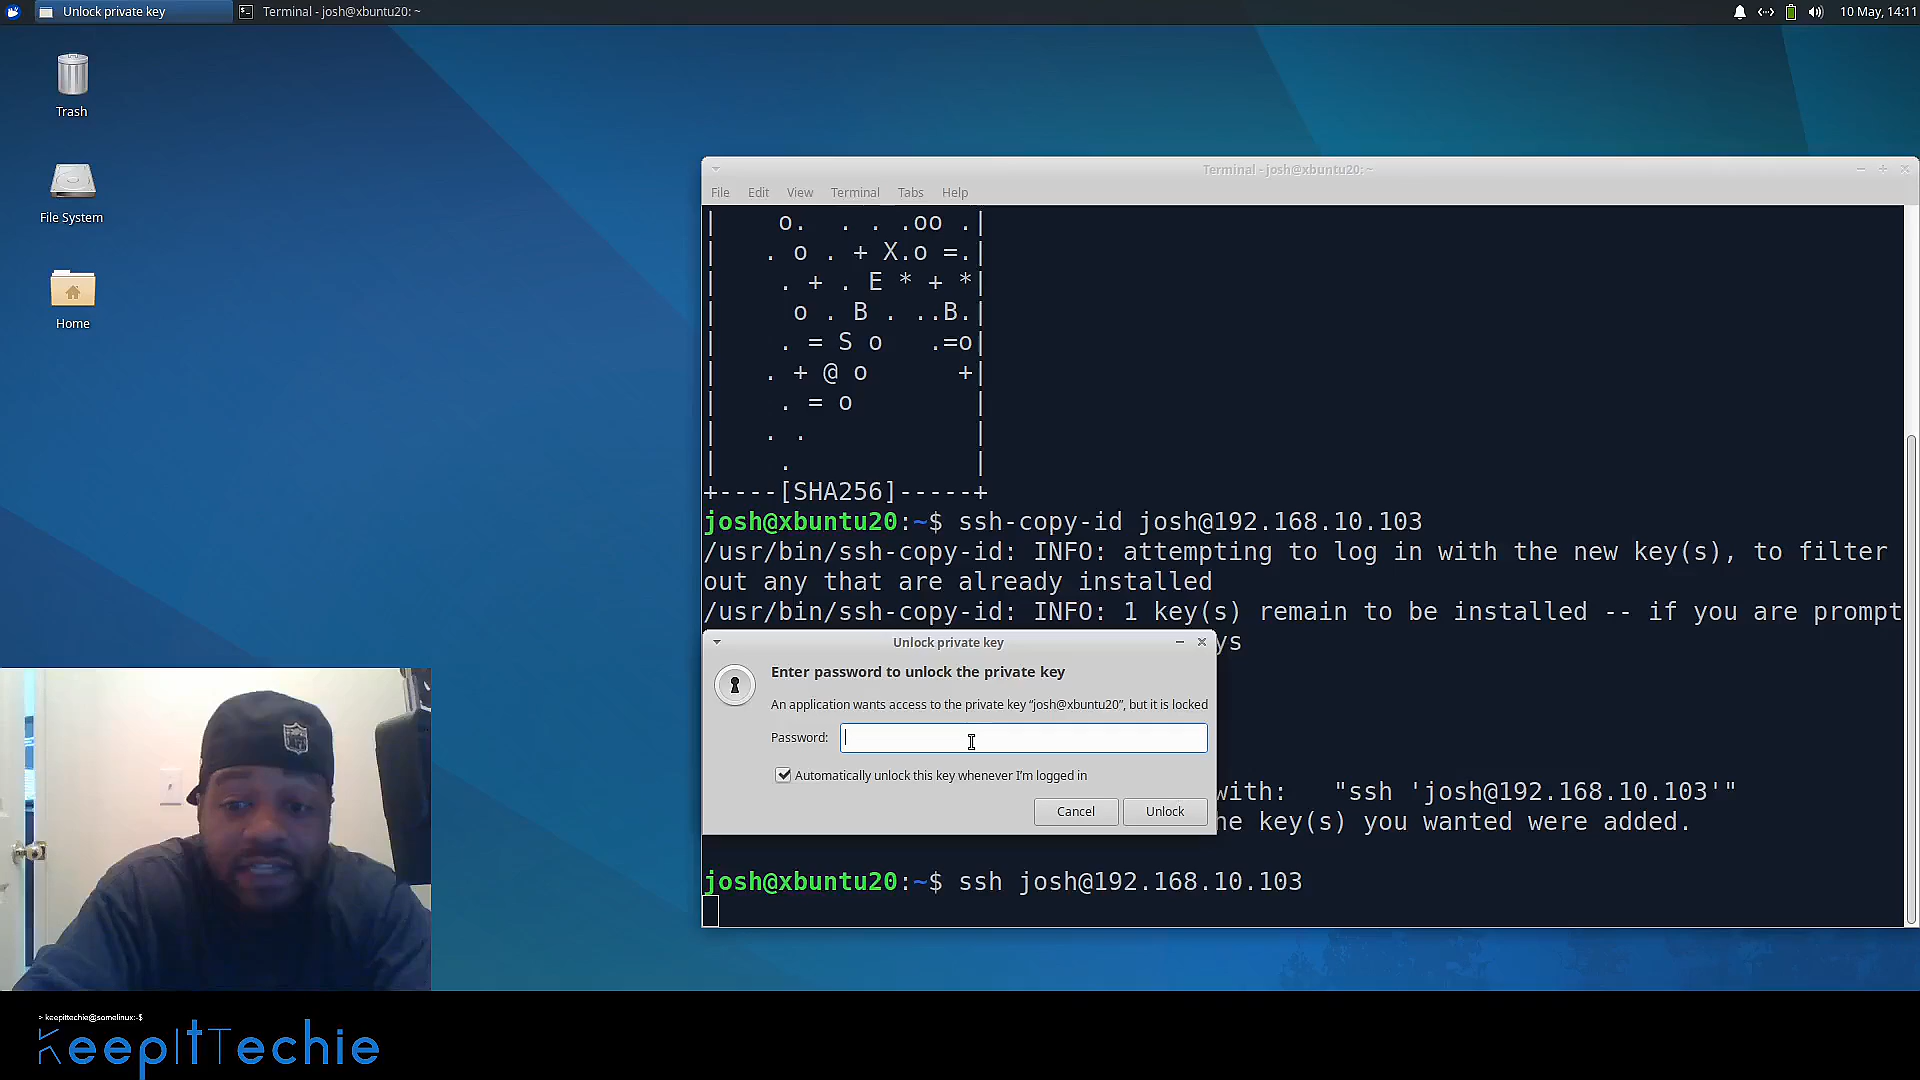 Unlock private key
Terminal - josh@xbuntu20: ~
10 May, 14:11
Trash
File System
Home
Terminal - josh@xbuntu20: ~
File Edit View Terminal Tabs Help
|    o.  . . .oo .|
|   . o . + X.o =.|
|    . + . E * + *|
|     o . B . ..B.|
|    . = S o   .=o|
|   . + @ o      +|
|    . = o        |
|   . .           |
|    .            |
+----[SHA256]-----+
josh@xbuntu20:~$ ssh-copy-id josh@192.168.10.103
/usr/bin/ssh-copy-id: INFO: attempting to log in with the new key(s), to filter
out any that are already installed
/usr/bin/ssh-copy-id: INFO: 1 key(s) remain to be installed -- if you are prompt
ys
Unlock private key
Enter password to unlock the private key
An application wants access to the private key “josh@xbuntu20”, but it is locked
Password:
Automatically unlock this key whenever I’m logged in
Cancel Unlock
with:   "ssh 'josh@192.168.10.103'"
he key(s) you wanted were added.
josh@xbuntu20:~$ ssh josh@192.168.10.103
> keepittechie@somelinux:-$
KeepItTechie